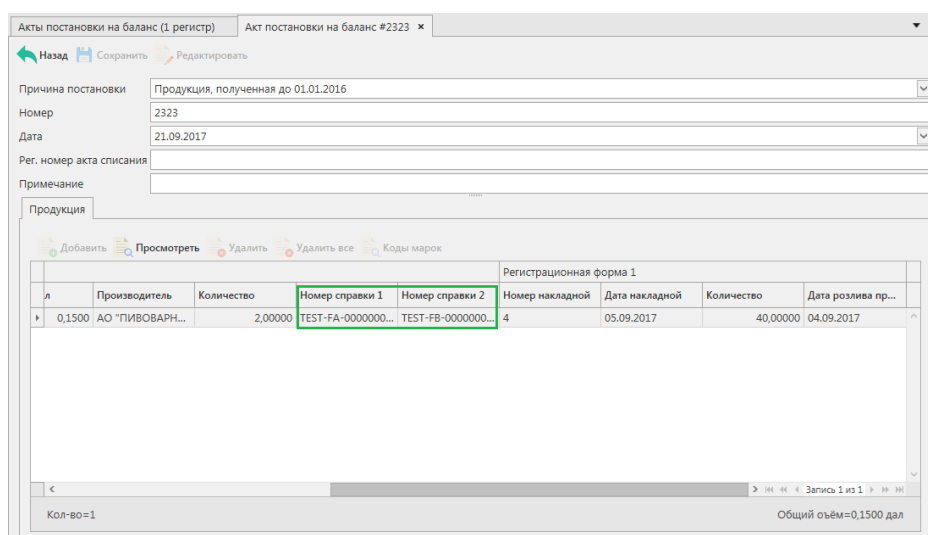 Акты постановки на баланс (1 регистр) Акт постановки на баланс #2323 ×
Назад Сохранить Редактировать
Причина постановки Продукция, полученная до 01.01.2016
Номер 2323
Дата 21.09.2017
Рег. номер акта списания
Примечание
Продукция
Добавить Просмотреть Удалить Удалить все Коды марок
Регистрационная форма 1
л Производитель Количество Номер справки 1 Номер справки 2 Номер накладной Дата накладной Количество Дата розлива пр...
0,1500 АО "ПИВОВАРН... 2,00000 TEST-FA-0000000... TEST-FB-0000000... 4 05.09.2017 40,00000 04.09.2017
Запись 1 из 1
Кол-во=1 Общий оъём=0,1500 дал